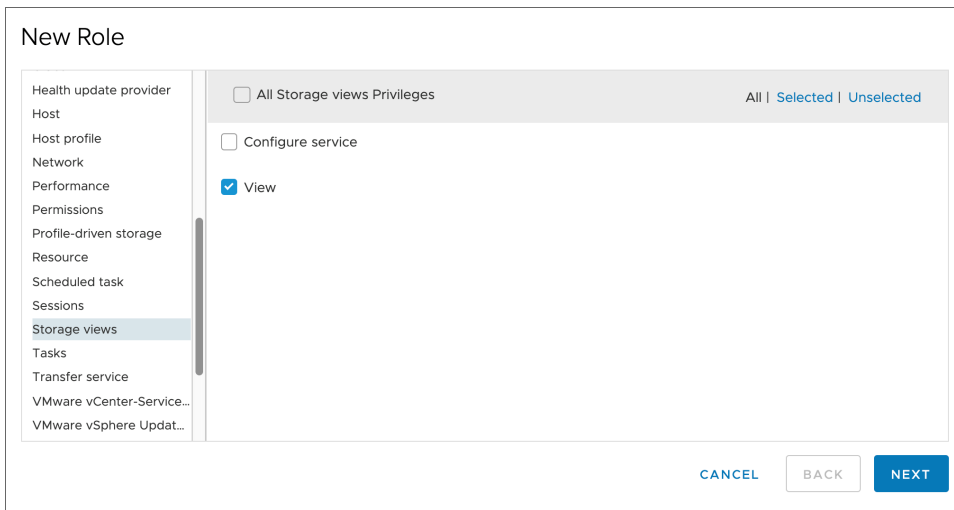 New Role
Health update provider
Host
Host profile
Network
Performance
Permissions
Profile-driven storage
Resource
Scheduled task
Sessions
Storage views
Tasks
Transfer service
VMware vCenter-Service...
VMware vSphere Updat...
All Storage views Privileges
All | Selected | Unselected
Configure service
View
CANCEL
BACK
NEXT